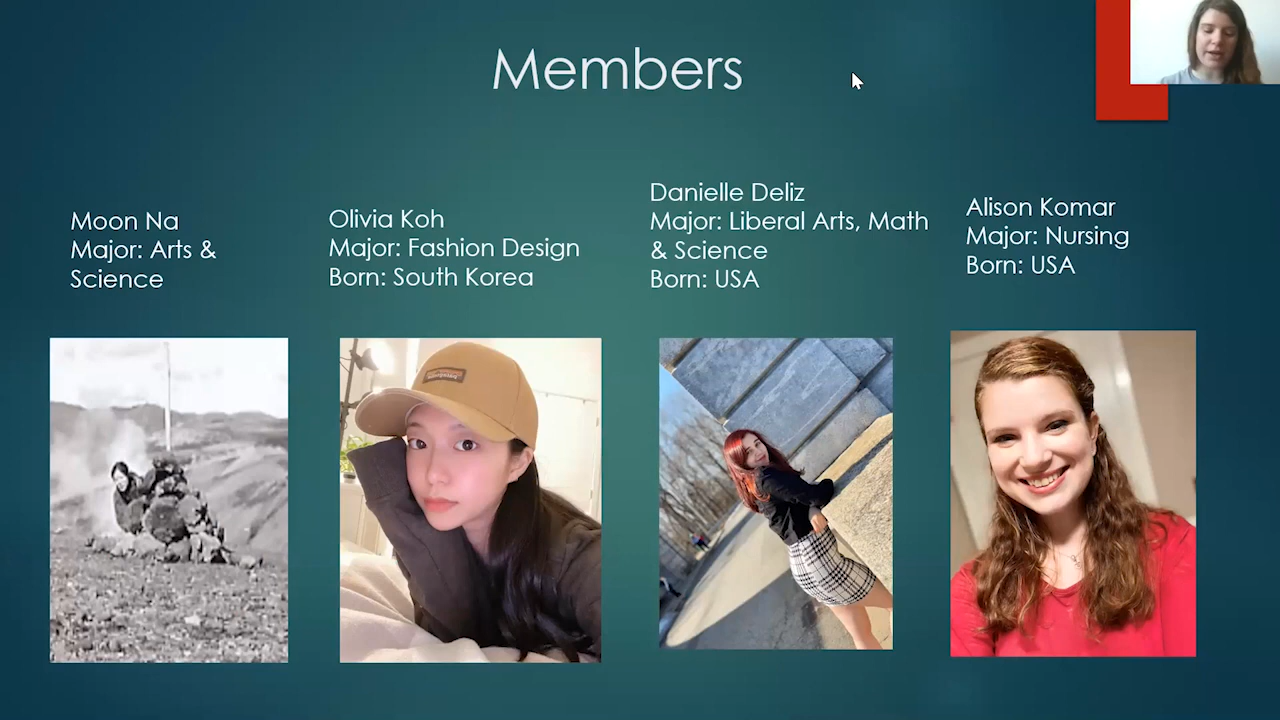 Members
Moon Na
Major: Arts &
Science
Olivia Koh
Major: Fashion Design
Born: South Korea
Danielle Deliz
Major: Liberal Arts, Math
& Science
Born: USA
Alison Komar
Major: Nursing
Born: USA